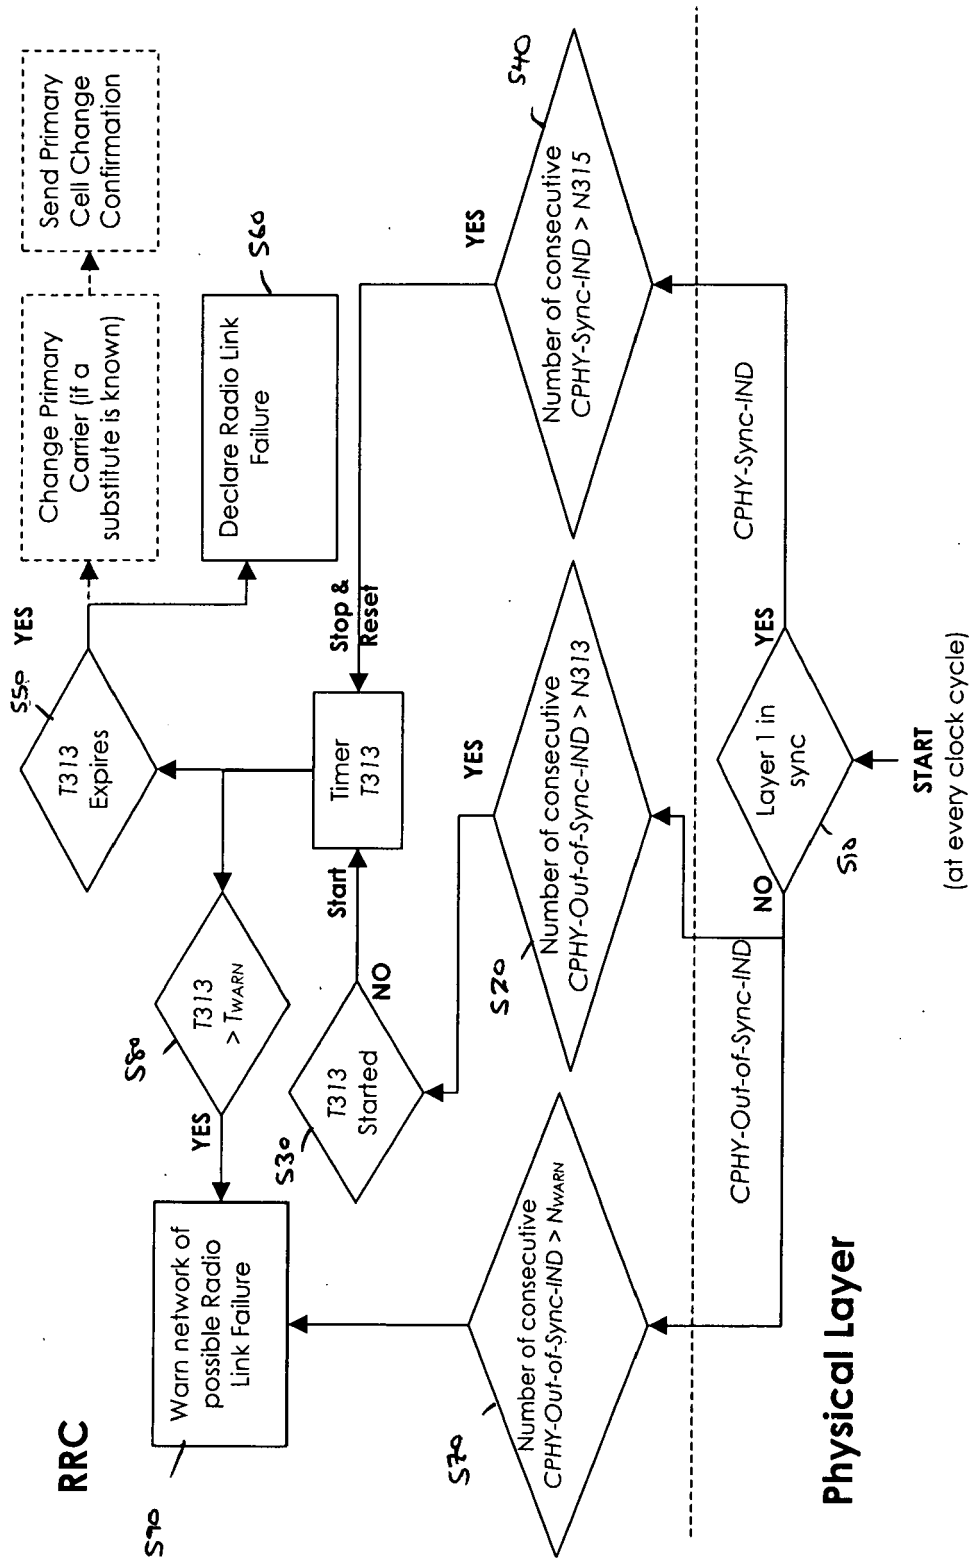 RRC
S90
Warn network of
possible Radio
Link Failure
YES
S80
T313
> TWARN
S50
T313
Expires
YES
Change Primary
Carrier (if a
substitute is known)
Send Primary
Cell Change
Confirmation
Declare Radio Link
Failure
S60
S30
T313
Started
NO
Start
Timer
T313
Stop &
Reset
S70
Number of consecutive
CPHY-Out-of-Sync-IND > NWARN
S20
Number of consecutive
CPHY-Out-of-Sync-IND > N313
YES
S40
Number of consecutive
CPHY-Sync-IND > N315
YES
Physical Layer
CPHY-Out-of-Sync-IND
NO
S10
Layer 1 in
sync
YES
CPHY-Sync-IND
START
(at every clock cycle)